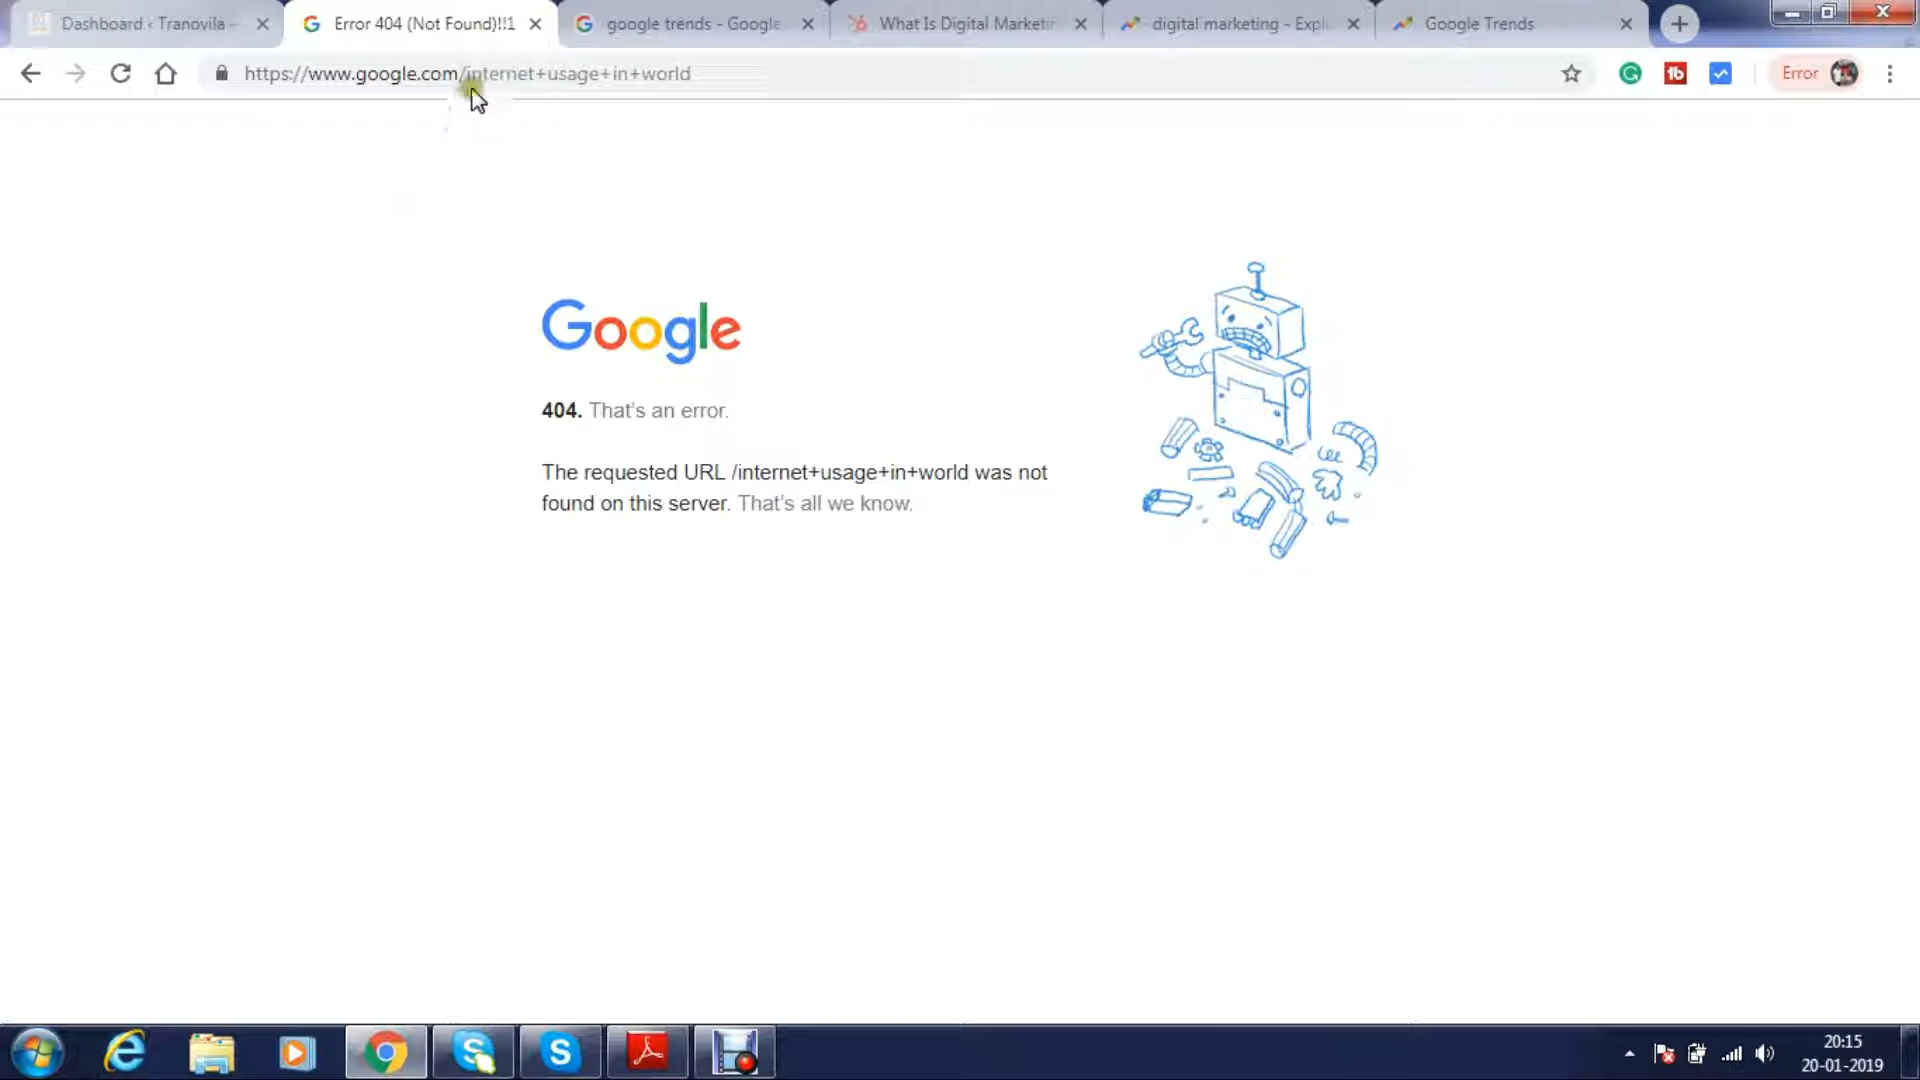 Dashboard ‹ Tranovila —
Error 404 (Not Found)!!1
google trends - Google
What Is Digital Marketin
digital marketing - Expl
Google Trends
https://www.google.com/internet+usage+in+world
Error
Google
404. That's an error.
The requested URL /internet+usage+in+world was not
found on this server. That's all we know.
20:15
20-01-2019